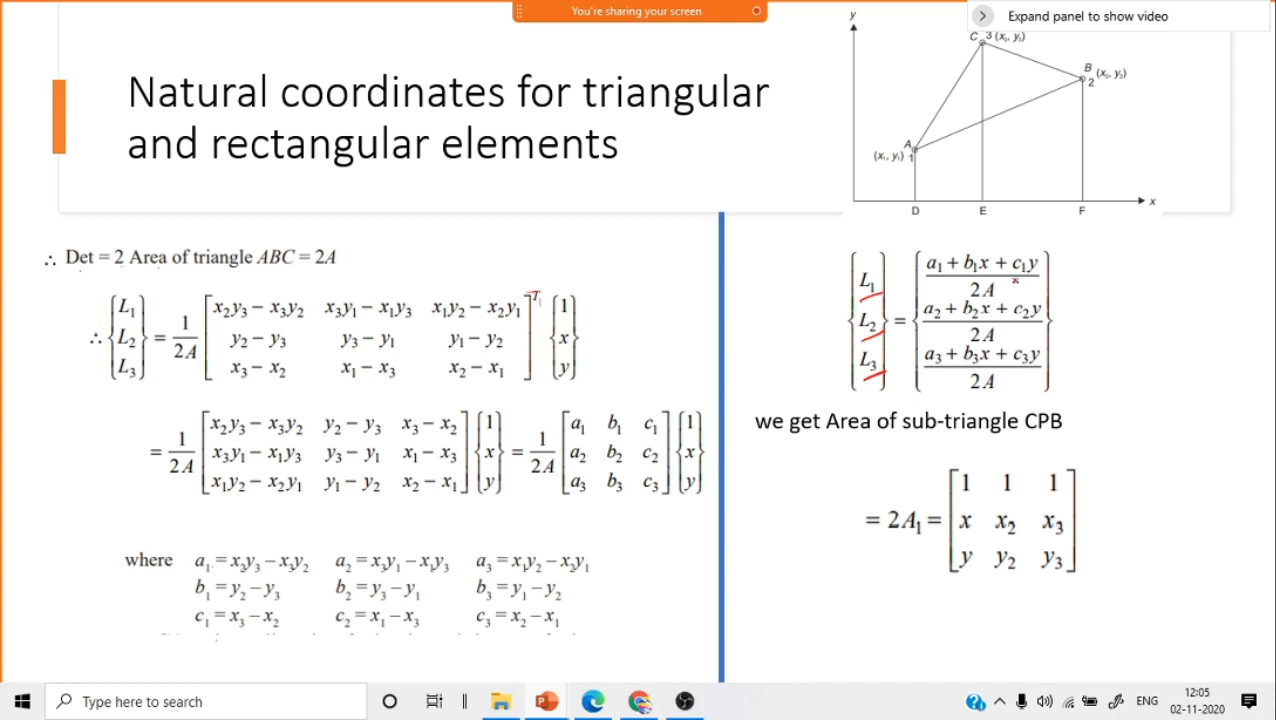 You're sharing your screen
Expand panel to show video
Natural coordinates for triangular
and rectangular elements
y
C 3 (x₃, y₃)
B (x₂, y₂)
2
A
(x₁, y₁) 1
x
D E F
∴ Det = 2 Area of triangle ABC = 2A
∴ {L₁ L₂ L₃} = 1/2A [x₂y₃ − x₃y₂ x₃y₁ − x₁y₃ x₁y₂ − x₂y₁
y₂ − y₃ y₃ − y₁ y₁ − y₂
x₃ − x₂ x₁ − x₃ x₂ − x₁]ᵀ {1 x y}
= 1/2A [x₂y₃ − x₃y₂ y₂ − y₃ x₃ − x₂
x₃y₁ − x₁y₃ y₃ − y₁ x₁ − x₃
x₁y₂ − x₂y₁ y₁ − y₂ x₂ − x₁] {1 x y} = 1/2A [a₁ b₁ c₁
a₂ b₂ c₂
a₃ b₃ c₃] {1 x y}
where a₁ = x₂y₃ − x₃y₂ a₂ = x₃y₁ − x₁y₃ a₃ = x₁y₂ − x₂y₁
b₁ = y₂ − y₃ b₂ = y₃ − y₁ b₃ = y₁ − y₂
c₁ = x₃ − x₂ c₂ = x₁ − x₃ c₃ = x₂ − x₁
{L₁ L₂ L₃} = {a₁ + b₁x + c₁y / 2A
a₂ + b₂x + c₂y / 2A
a₃ + b₃x + c₃y / 2A}
we get Area of sub-triangle CPB
= 2A₁ = [1 1 1
x x₂ x₃
y y₂ y₃]
Type here to search
ENG
12:05
02-11-2020